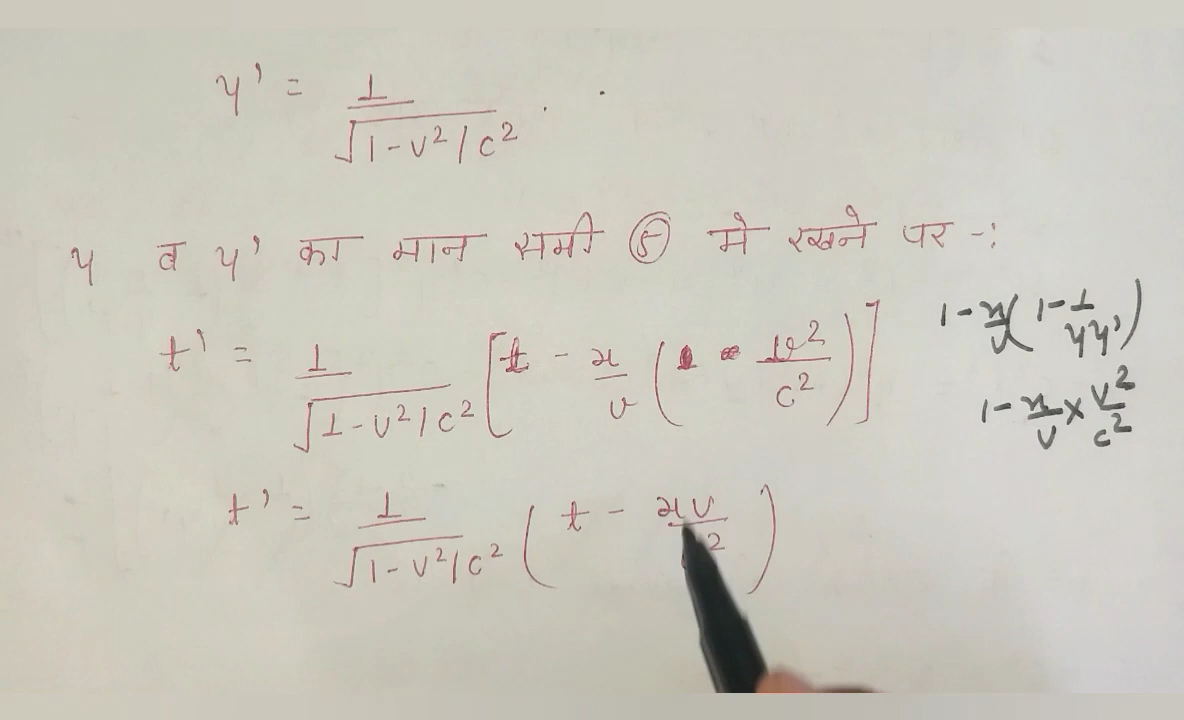 y' = 1/√1-v²/c²
y व y' का मान समी ⑤ मे रखने पर -:
t' = 1/√1-v²/c² [t - x/v (v²/c²)]
1 - x/v (1 - 1/yy')
1 - x/v × v²/c²
t' = 1/√1-v²/c² (t - xv/c²)